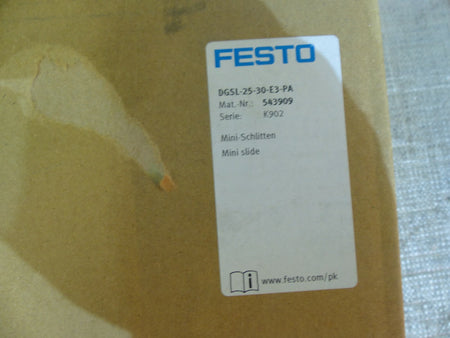 FESTO
DGSL-25-30-E3-PA
Mat.-Nr.: 543909
Serie: K902
Mini-Schlitten
Mini slide
i www.festo.com/pk